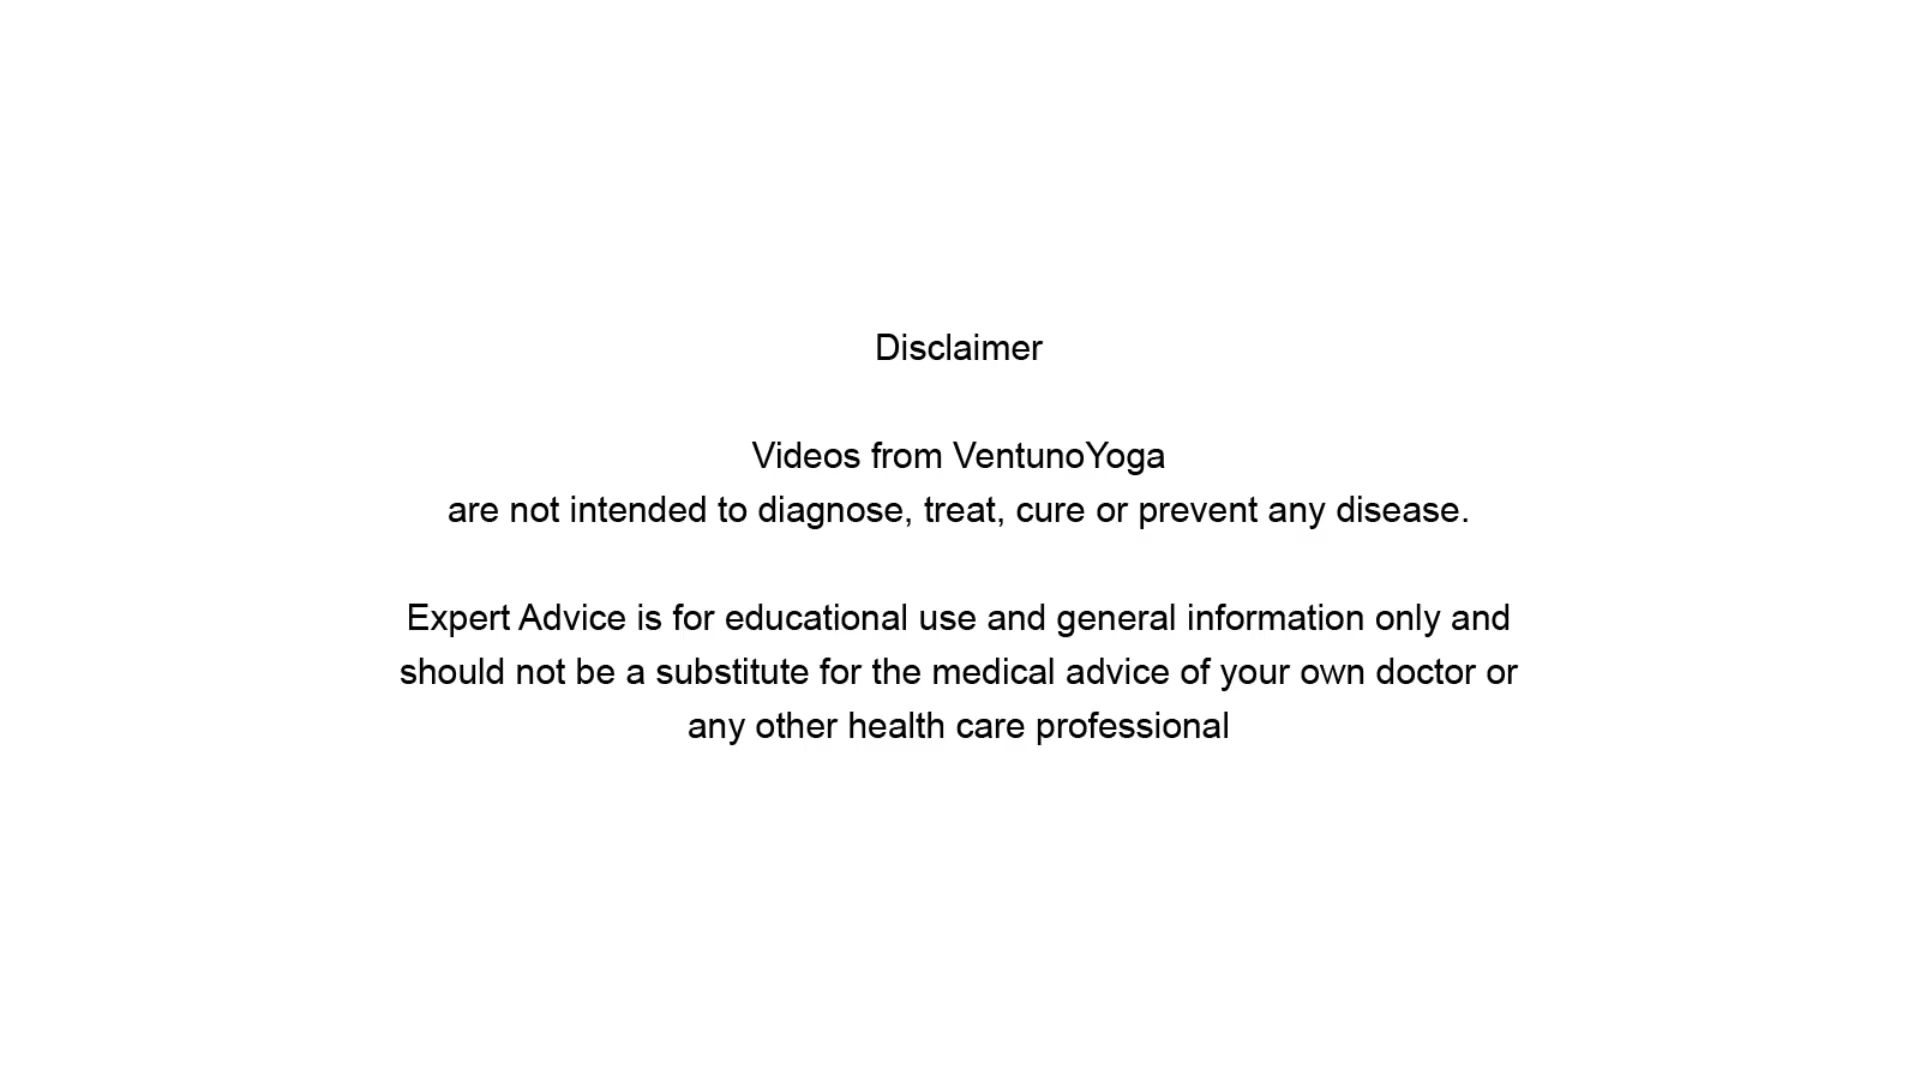 Disclaimer
Videos from VentunoYoga
are not intended to diagnose, treat, cure or prevent any disease.
Expert Advice is for educational use and general information only and
should not be a substitute for the medical advice of your own doctor or
any other health care professional